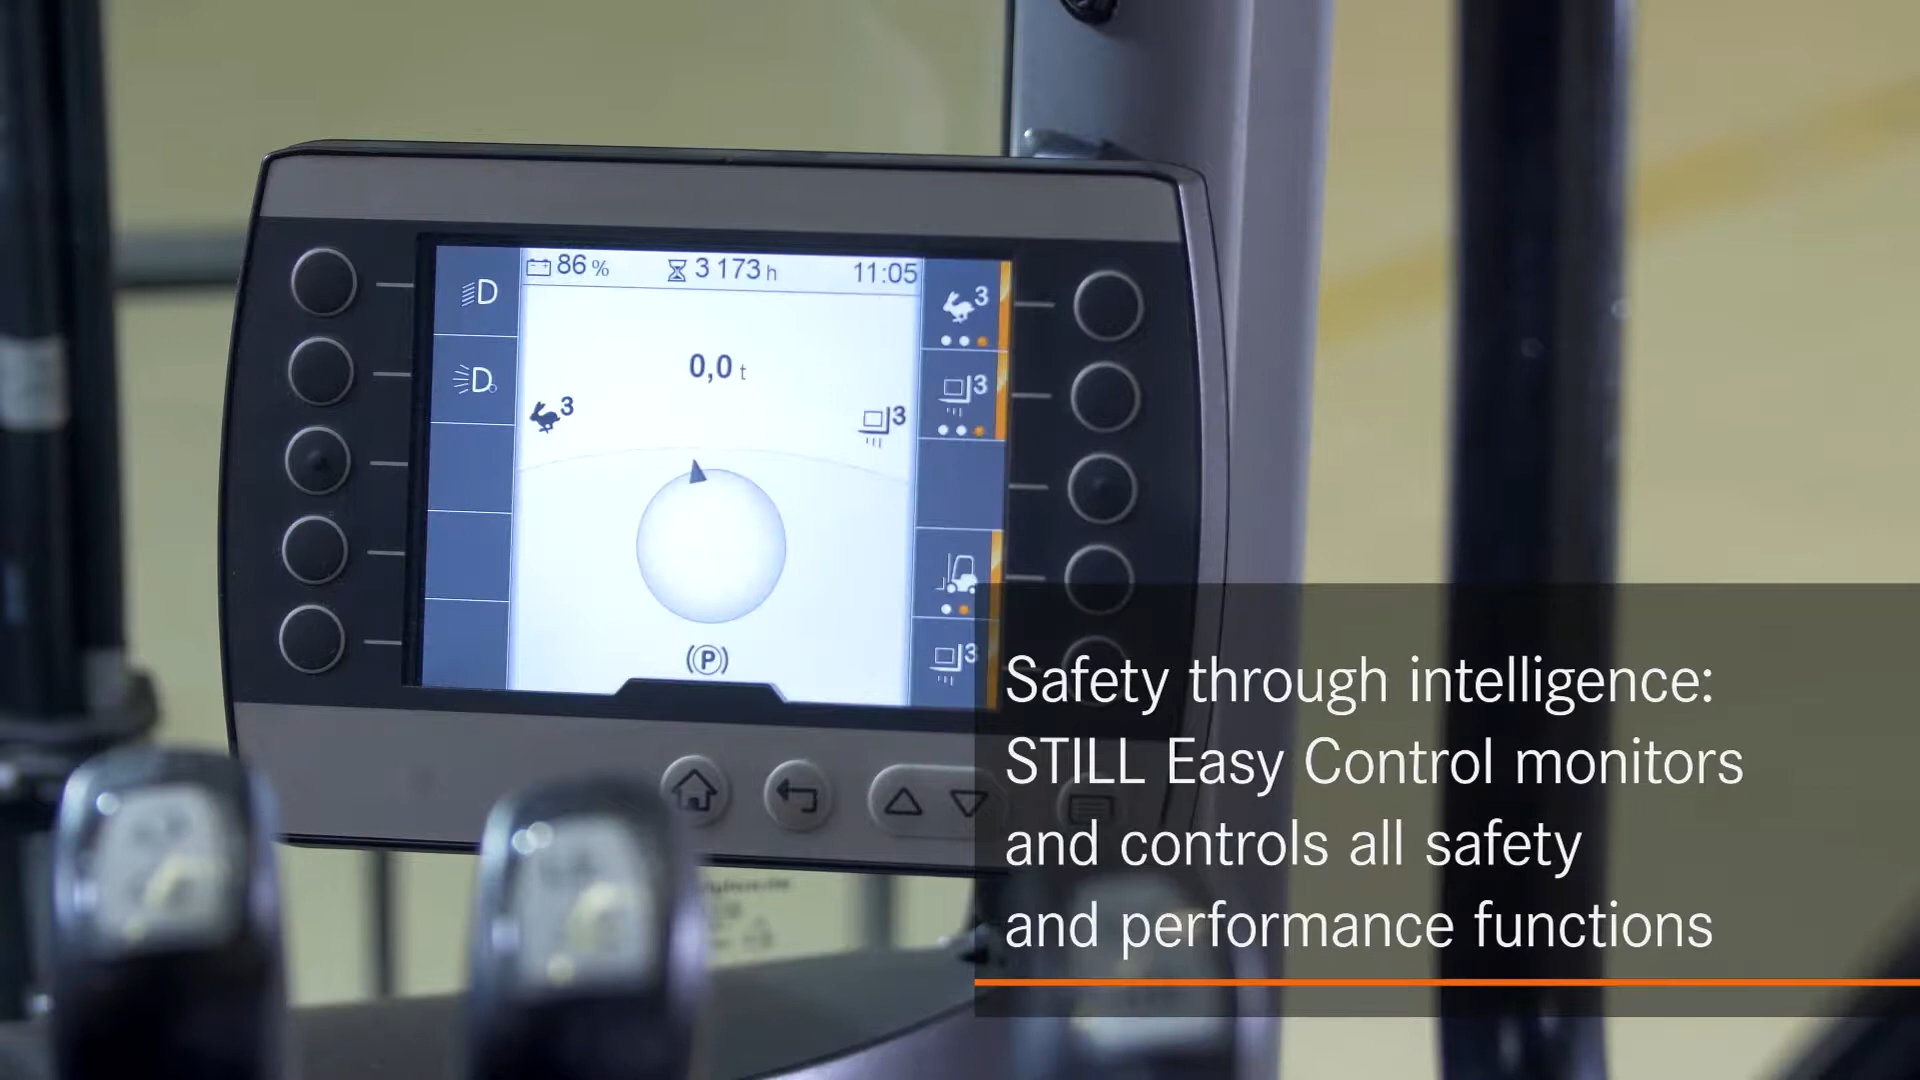 86 %
3 173 h
11:05
3
0,0 t
3
3
3
3
P
Safety through intelligence:
STILL Easy Control monitors
and controls all safety
and performance functions